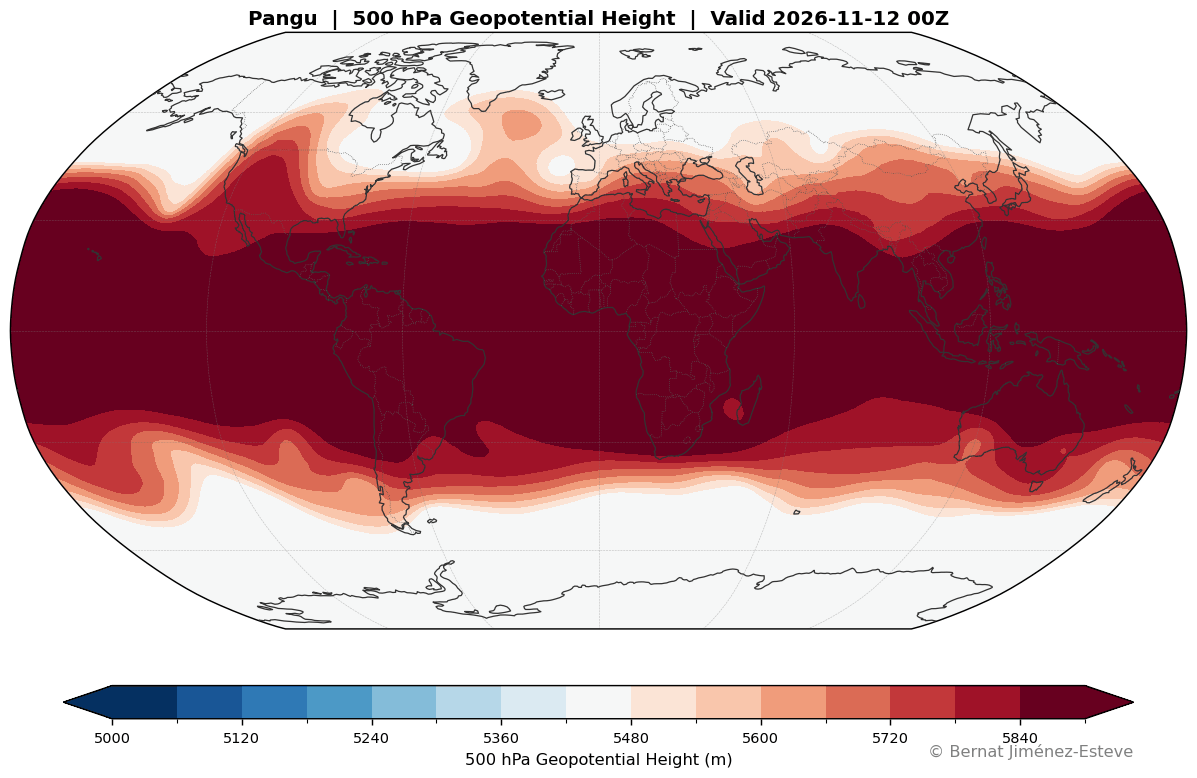 Pangu | 500 hPa Geopotential Height | Valid 2026-11-12 00Z
5000 5120 5240 5360 5480 5600 5720 5840
500 hPa Geopotential Height (m)
© Bernat Jiménez-Esteve